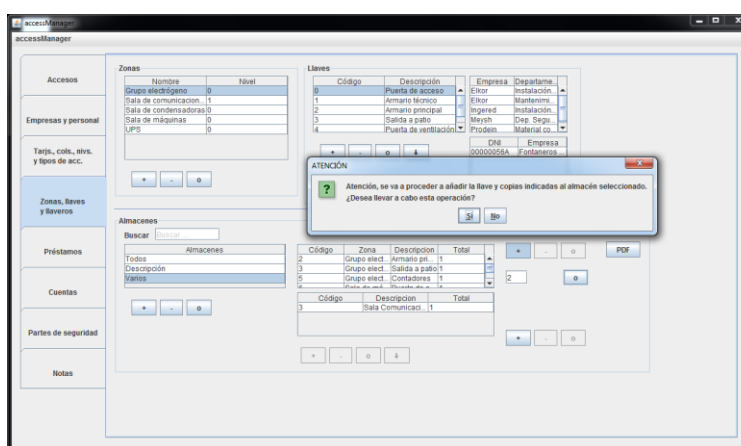 accessManager
accessManager
Accesos
Empresas y personal
Tarjs., cols., nivs.
y tipos de acc.
Zonas, llaves
y llaveros
Préstamos
Cuentas
Partes de seguridad
Notas
Zonas
Nombre Nivel
Grupo electrógeno 0
Sala de comunicacion... 1
Sala de condensadoras 0
Sala de máquinas 0
UPS 0
+ - o
Llaves
Código Descripción
0 Puerta de acceso
1 Armario técnico
2 Armario principal
3 Salida a patio
4 Puerta de ventilación
+ - o
Empresa Departame...
Elkor Instalación...
Elkor Mantenimi...
Ingered Instalación...
Meysh Dep. Segu...
Prodein Material co...
DNI Empresa
00000056A Fontaneros...
ATENCIÓN
Atención, se va a proceder a añadir la llave y copias indicadas al almacén seleccionado.
¿Desea llevar a cabo esta operación?
Sí No
Almacenes
Buscar Buscar...
Almacenes
Todos
Descripción
Varios
+ - o
Código Zona Descripcion Total
2 Grupo elect... Armario pri... 1
3 Grupo elect... Salida a patio 1
5 Grupo elect... Contadores 1
Código Descripcion Total
3 Sala Comunicaci... 1
+ - o
+ - o PDF
2 o
+ - o